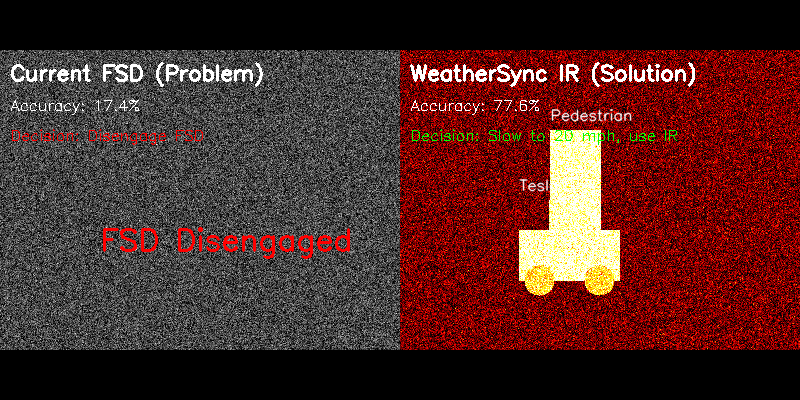 Current FSD (Problem)
Accuracy: 17.4%
Decision: Disengage FSD
FSD Disengaged
WeatherSync IR (Solution)
Accuracy: 77.6%
Pedestrian
Decision: Slow to 20 mph, use IR
Tesl